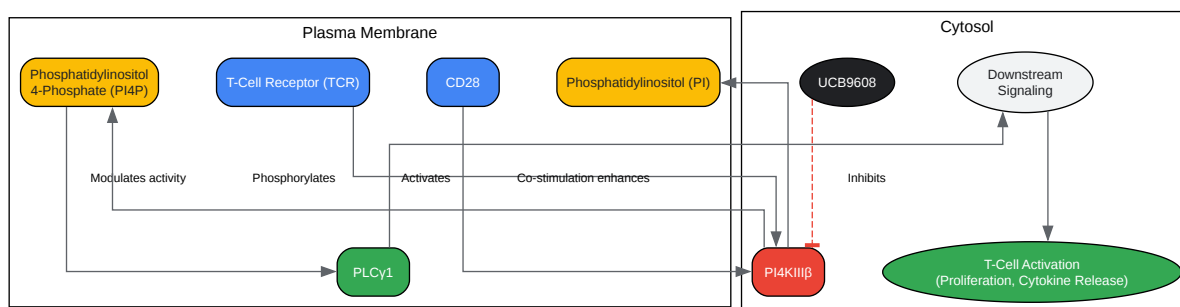 Plasma Membrane
Cytosol
Phosphatidylinositol
4-Phosphate (PI4P)
T-Cell Receptor (TCR)
CD28
Phosphatidylinositol (PI)
UCB9608
Downstream
Signaling
Modulates activity
Phosphorylates
Activates
Co-stimulation enhances
Inhibits
PLCγ1
PI4KIIIβ
T-Cell Activation
(Proliferation, Cytokine Release)